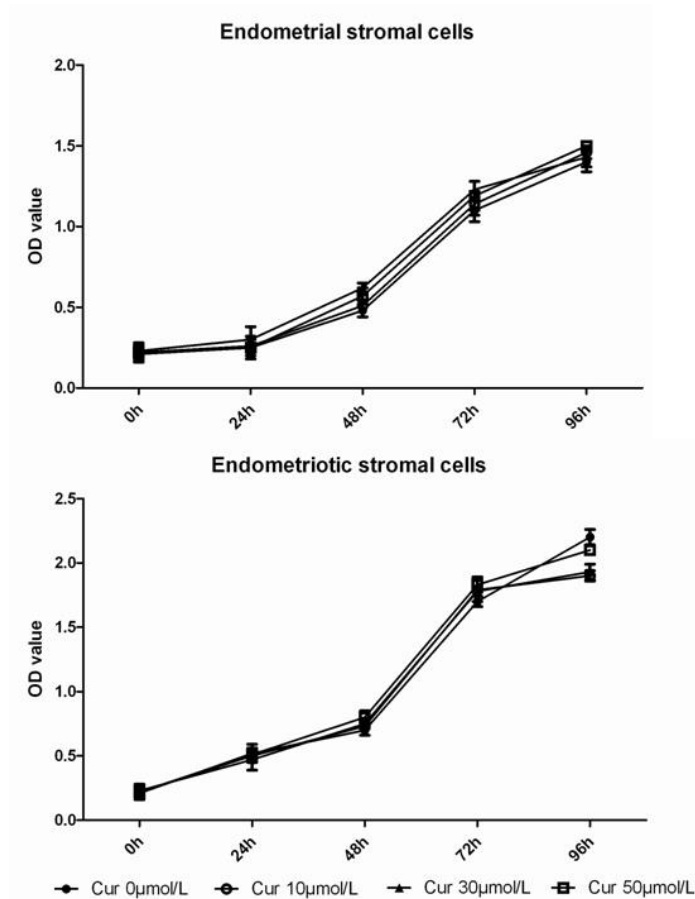 Endometrial stromal cells
2.0
1.5
1.0
0.5
0.0
OD value
0h 24h 48h 72h 96h
Endometriotic stromal cells
2.5
2.0
1.5
1.0
0.5
0.0
OD value
0h 24h 48h 72h 96h
Cur 0µmol/L Cur 10µmol/L Cur 30µmol/L Cur 50µmol/L